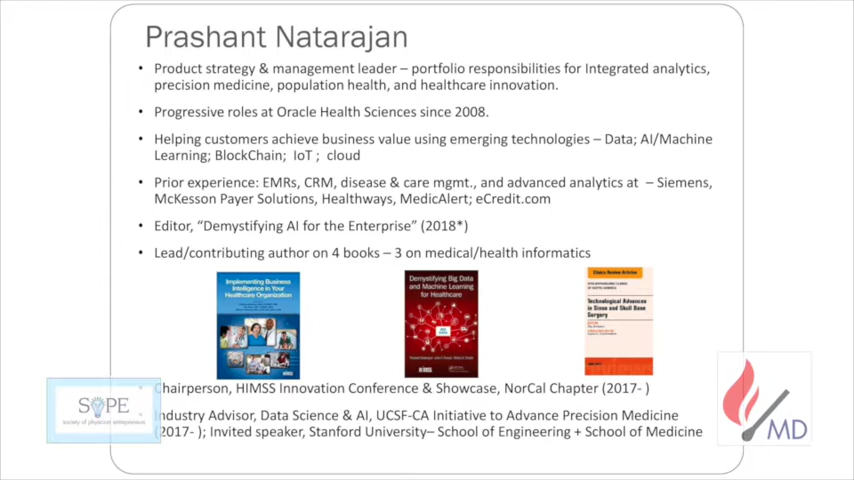 Prashant Natarajan
• Product strategy & management leader – portfolio responsibilities for Integrated analytics,
precision medicine, population health, and healthcare innovation.
• Progressive roles at Oracle Health Sciences since 2008.
• Helping customers achieve business value using emerging technologies – Data; AI/Machine
Learning; BlockChain; IoT ; cloud
• Prior experience: EMRs, CRM, disease & care mgmt., and advanced analytics at – Siemens,
McKesson Payer Solutions, Healthways, MedicAlert; eCredit.com
• Editor, “Demystifying AI for the Enterprise” (2018*)
• Lead/contributing author on 4 books – 3 on medical/health informatics
Implementing Business
Intelligence in Your
Healthcare Organization
Demystifying Big Data
and Machine Learning
for Healthcare
Clinics Review Articles
Technological Advances
in Sinus and Skull Base
Surgery
Chairperson, HIMSS Innovation Conference & Showcase, NorCal Chapter (2017- )
Industry Advisor, Data Science & AI, UCSF-CA Initiative to Advance Precision Medicine
(2017- ); Invited speaker, Stanford University– School of Engineering + School of Medicine
SOPE
society of physician entrepreneurs
MD